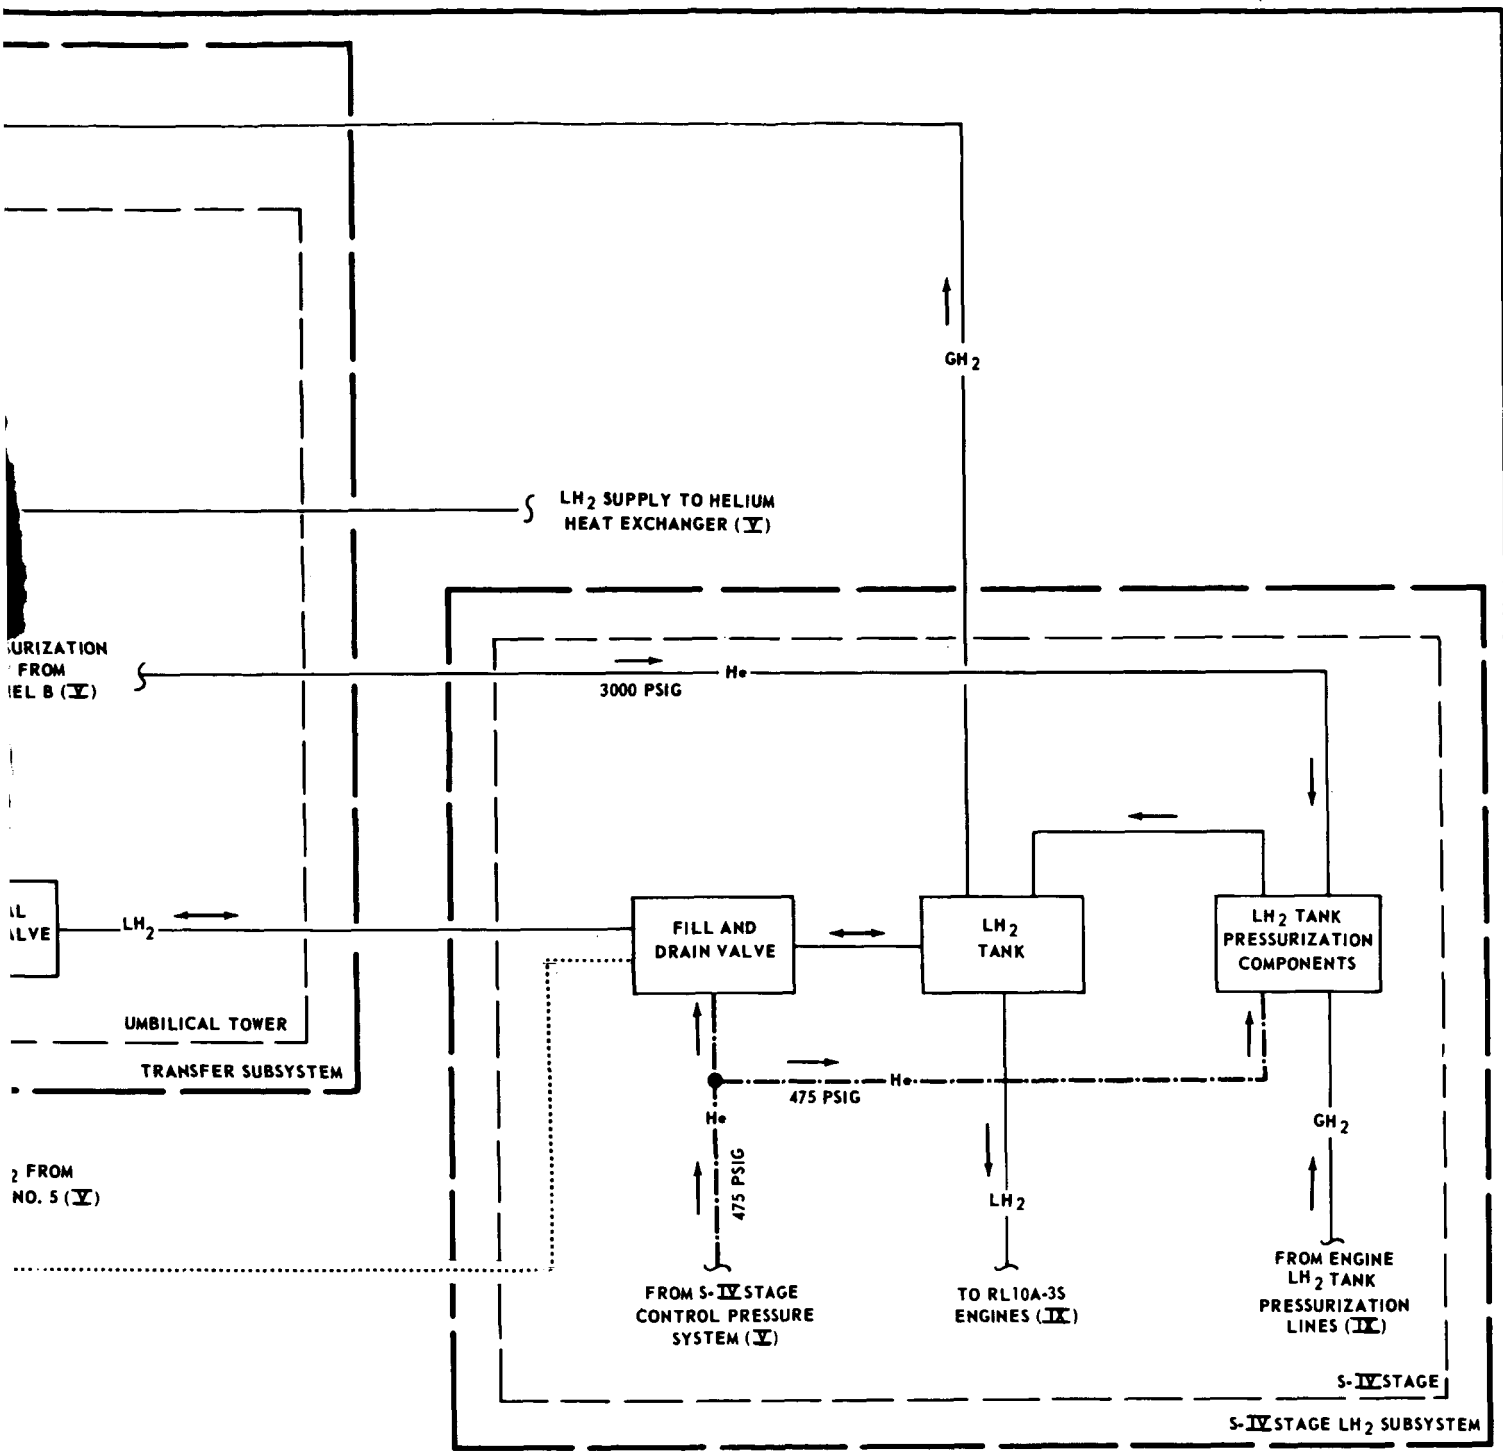 GH2
LH2 SUPPLY TO HELIUM
HEAT EXCHANGER (V)
FROM
B (V)
He
3000 PSIG
LH2
FILL AND
DRAIN VALVE
LH2
TANK
LH2 TANK
PRESSURIZATION
COMPONENTS
UMBILICAL TOWER
TRANSFER SUBSYSTEM
He
475 PSIG
He
475 PSIG
GH2
FROM
NO. 5 (V)
LH2
FROM S-IV STAGE
CONTROL PRESSURE
SYSTEM (V)
TO RL10A-3S
ENGINES (IX)
FROM ENGINE
LH2 TANK
PRESSURIZATION
LINES (IX)
S-IV STAGE
S-IV STAGE LH2 SUBSYSTEM